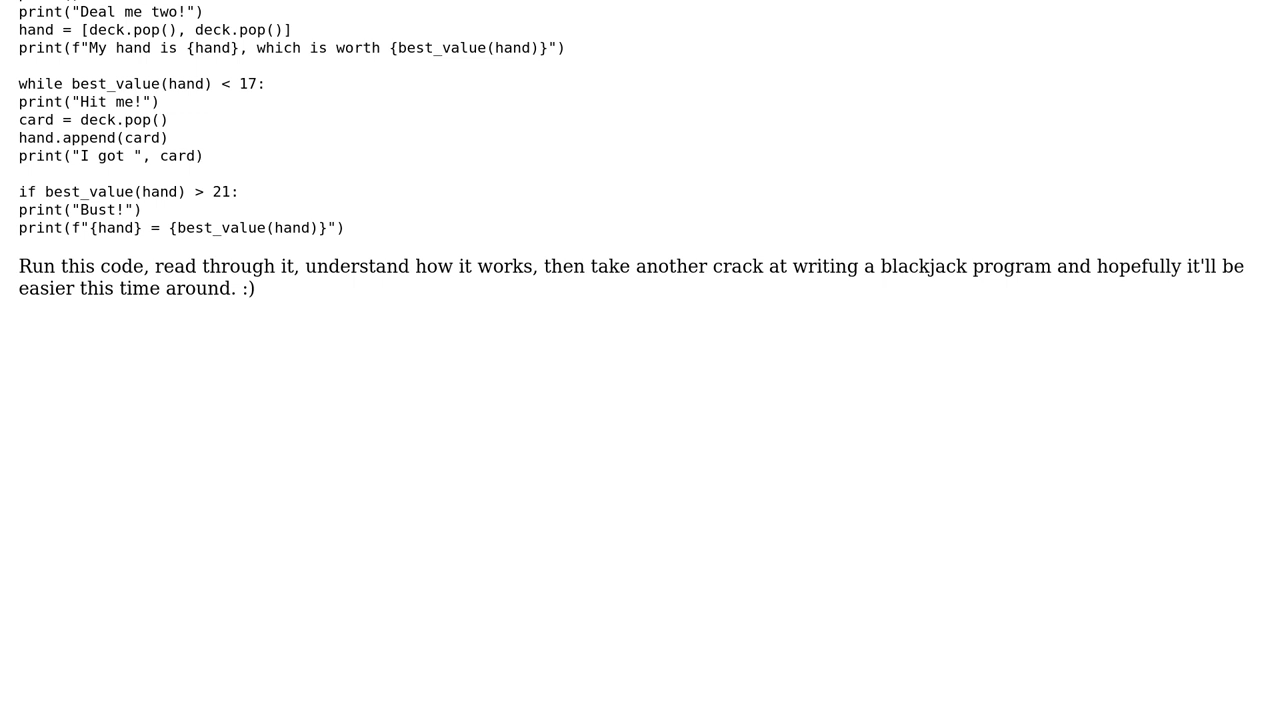 print("Deal me two!")
hand = [deck.pop(), deck.pop()]
print(f"My hand is {hand}, which is worth {best_value(hand)}")
while best_value(hand) < 17:
print("Hit me!")
card = deck.pop()
hand.append(card)
print("I got ", card)
if best_value(hand) > 21:
print("Bust!")
print(f"{hand} = {best_value(hand)}")
Run this code, read through it, understand how it works, then take another crack at writing a blackjack program and hopefully it'll be
easier this time around. :)